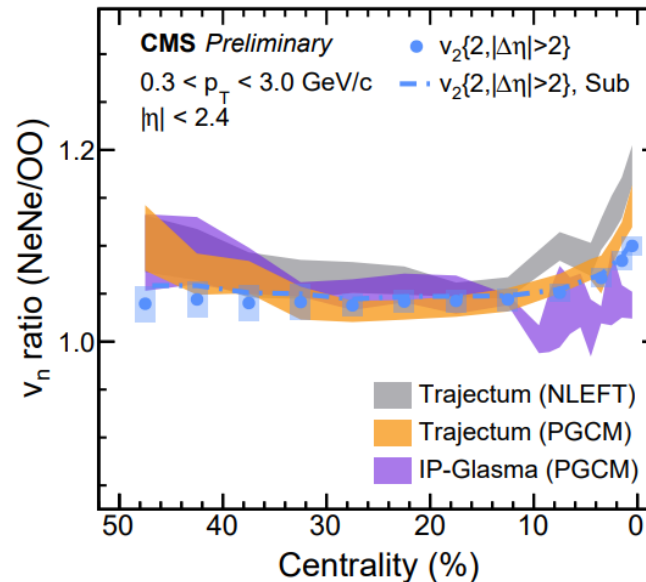 CMS Preliminary
0.3 < p_T < 3.0 GeV/c
|η| < 2.4
v₂{2,|Δη|>2}
v₂{2,|Δη|>2}, Sub
v_n ratio (NeNe/OO)
1.2
1.0
Trajectum (NLEFT)
Trajectum (PGCM)
IP-Glasma (PGCM)
50 40 30 20 10 0
Centrality (%)